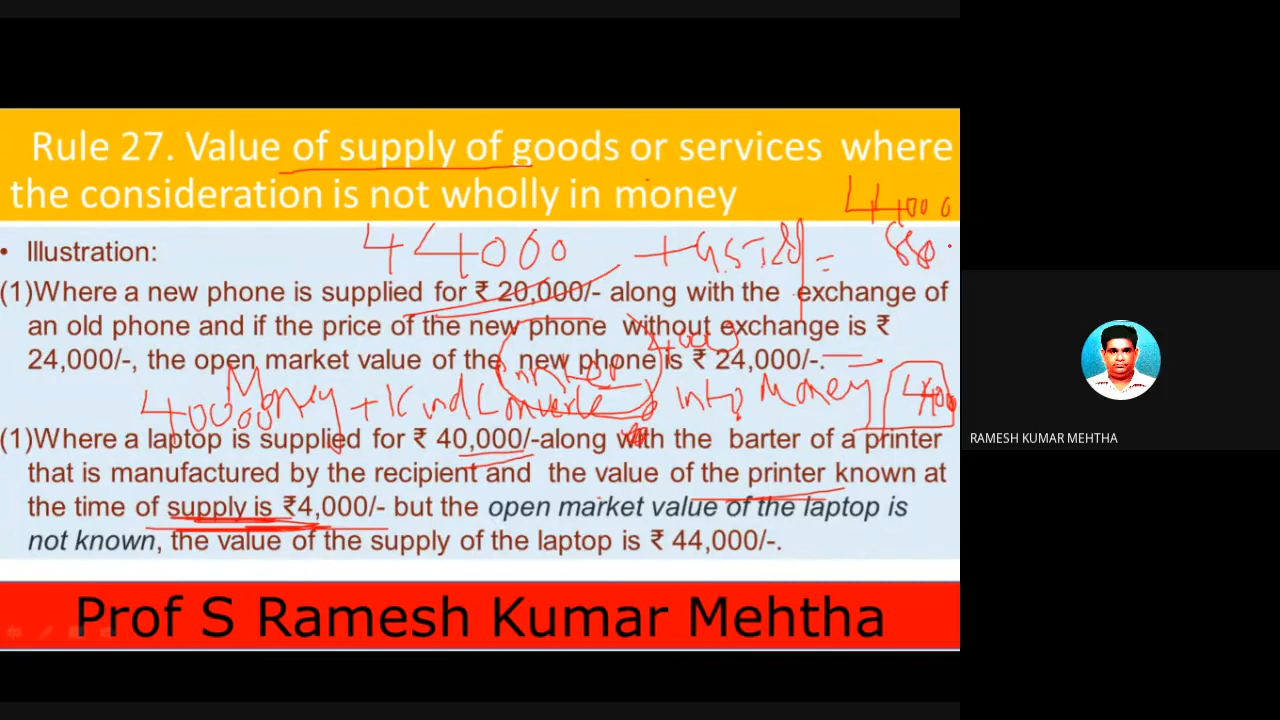 Rule 27. Value of supply of goods or services where
the consideration is not wholly in money
44000
44000 +
• Illustration:
(1)Where a new phone is supplied for ₹ 20,000/- along with the exchange of
an old phone and if the price of the new phone without exchange is ₹
24,000/-, the open market value of the new phone is ₹ 24,000/-.
Money
40000 + Kind Converted into Money
(1)Where a laptop is supplied for ₹ 40,000/-along with the barter of a printer
that is manufactured by the recipient and the value of the printer known at
the time of supply is ₹4,000/- but the open market value of the laptop is
not known, the value of the supply of the laptop is ₹ 44,000/-.
Prof S Ramesh Kumar Mehtha
RAMESH KUMAR MEHTHA